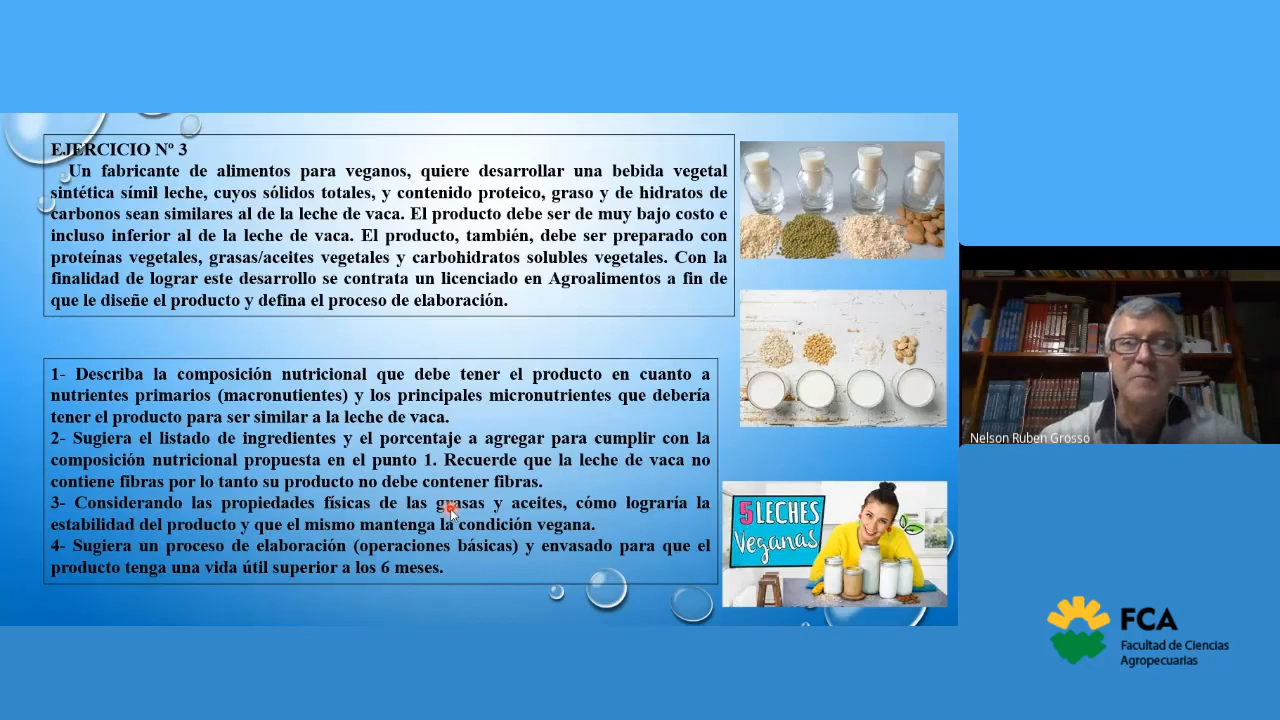 EJERCICIO Nº 3
Un fabricante de alimentos para veganos, quiere desarrollar una bebida vegetal
sintética símil leche, cuyos sólidos totales, y contenido proteico, graso y de hidratos de
carbonos sean similares al de la leche de vaca. El producto debe ser de muy bajo costo e
incluso inferior al de la leche de vaca. El producto, también, debe ser preparado con
proteínas vegetales, grasas/aceites vegetales y carbohidratos solubles vegetales. Con la
finalidad de lograr este desarrollo se contrata un licenciado en Agroalimentos a fin de
que le diseñe el producto y defina el proceso de elaboración.
1- Describa la composición nutricional que debe tener el producto en cuanto a
nutrientes primarios (macronutientes) y los principales micronutrientes que debería
tener el producto para ser similar a la leche de vaca.
2- Sugiera el listado de ingredientes y el porcentaje a agregar para cumplir con la
composición nutricional propuesta en el punto 1. Recuerde que la leche de vaca no
contiene fibras por lo tanto su producto no debe contener fibras.
3- Considerando las propiedades físicas de las grasas y aceites, cómo lograría la
estabilidad del producto y que el mismo mantenga la condición vegana.
4- Sugiera un proceso de elaboración (operaciones básicas) y envasado para que el
producto tenga una vida útil superior a los 6 meses.
5 LECHES
Veganas
Nelson Ruben Grosso
FCA
Facultad de Ciencias
Agropecuarias